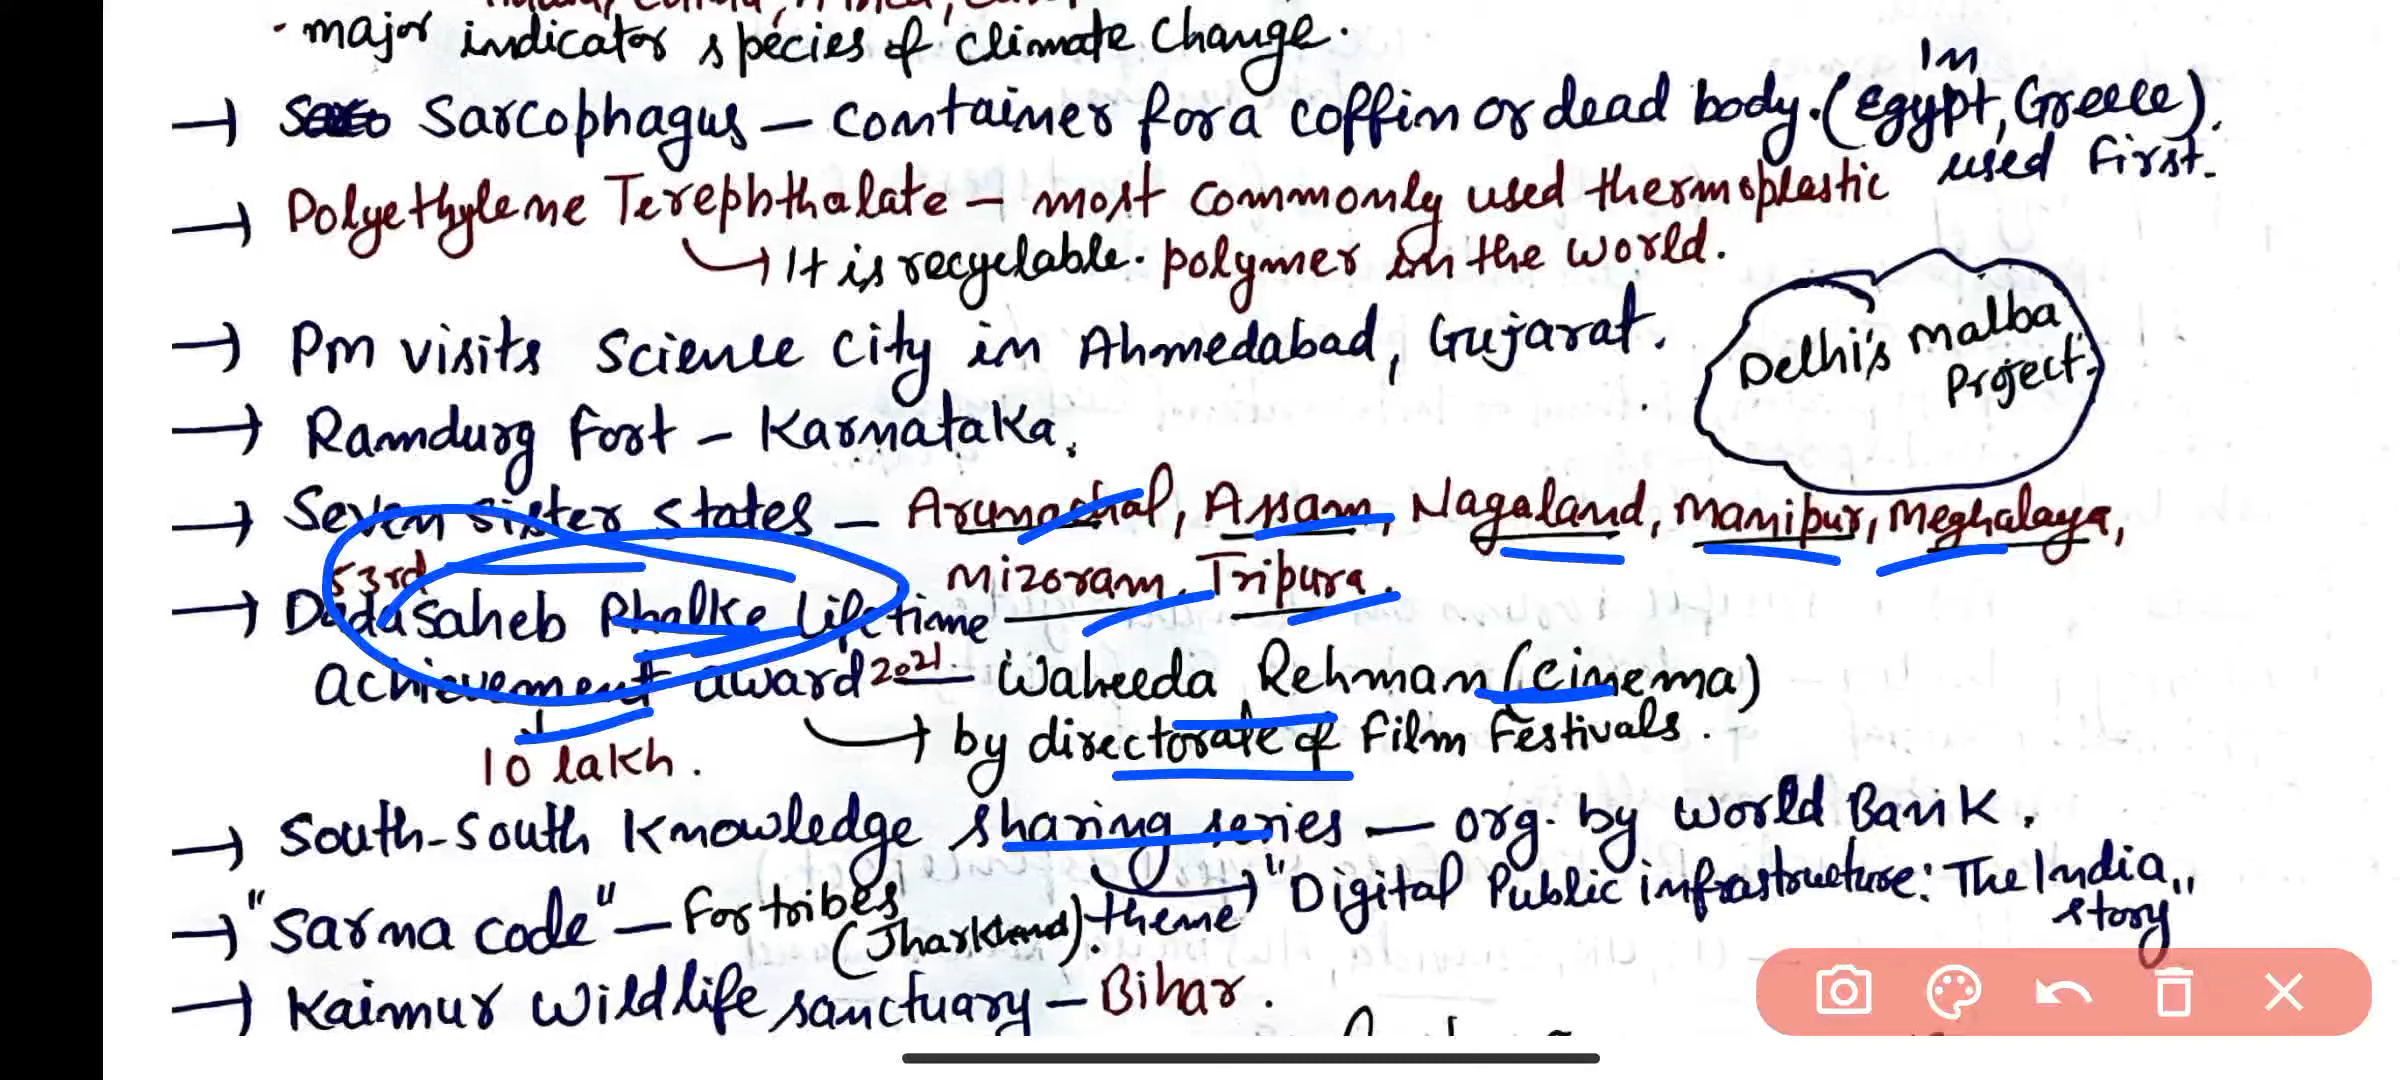 · major indicator species of climate change.
→ Sarcophagus – container for a coffin or dead body. (In Egypt, Greece).
used first.
→ Polyethylene Terephthalate – most commonly used thermoplastic
→ It is recyclable. polymer in the world.
→ Pm visits Science city in Ahmedabad, Gujarat.
Delhi's malba
Project.
→ Ramdurg fort – Karnataka.
→ Seven sister states – Arunachal, Assam, Nagaland, Manipur, Meghalaya,
53rd mizoram, Tripura.
→ Dadasaheb Phalke Lifetime
achievement award 2021. – Waheeda Rehman (cinema)
→ by directorate of Film Festivals.
10 lakh.
→ South-South Knowledge sharing series – org. by World Bank.
theme → "Digital Public infrastructure: The India
story"
→ "Sarna code" – For tribes
(Jharkhand).
→ Kaimur Wildlife sanctuary – Bihar.